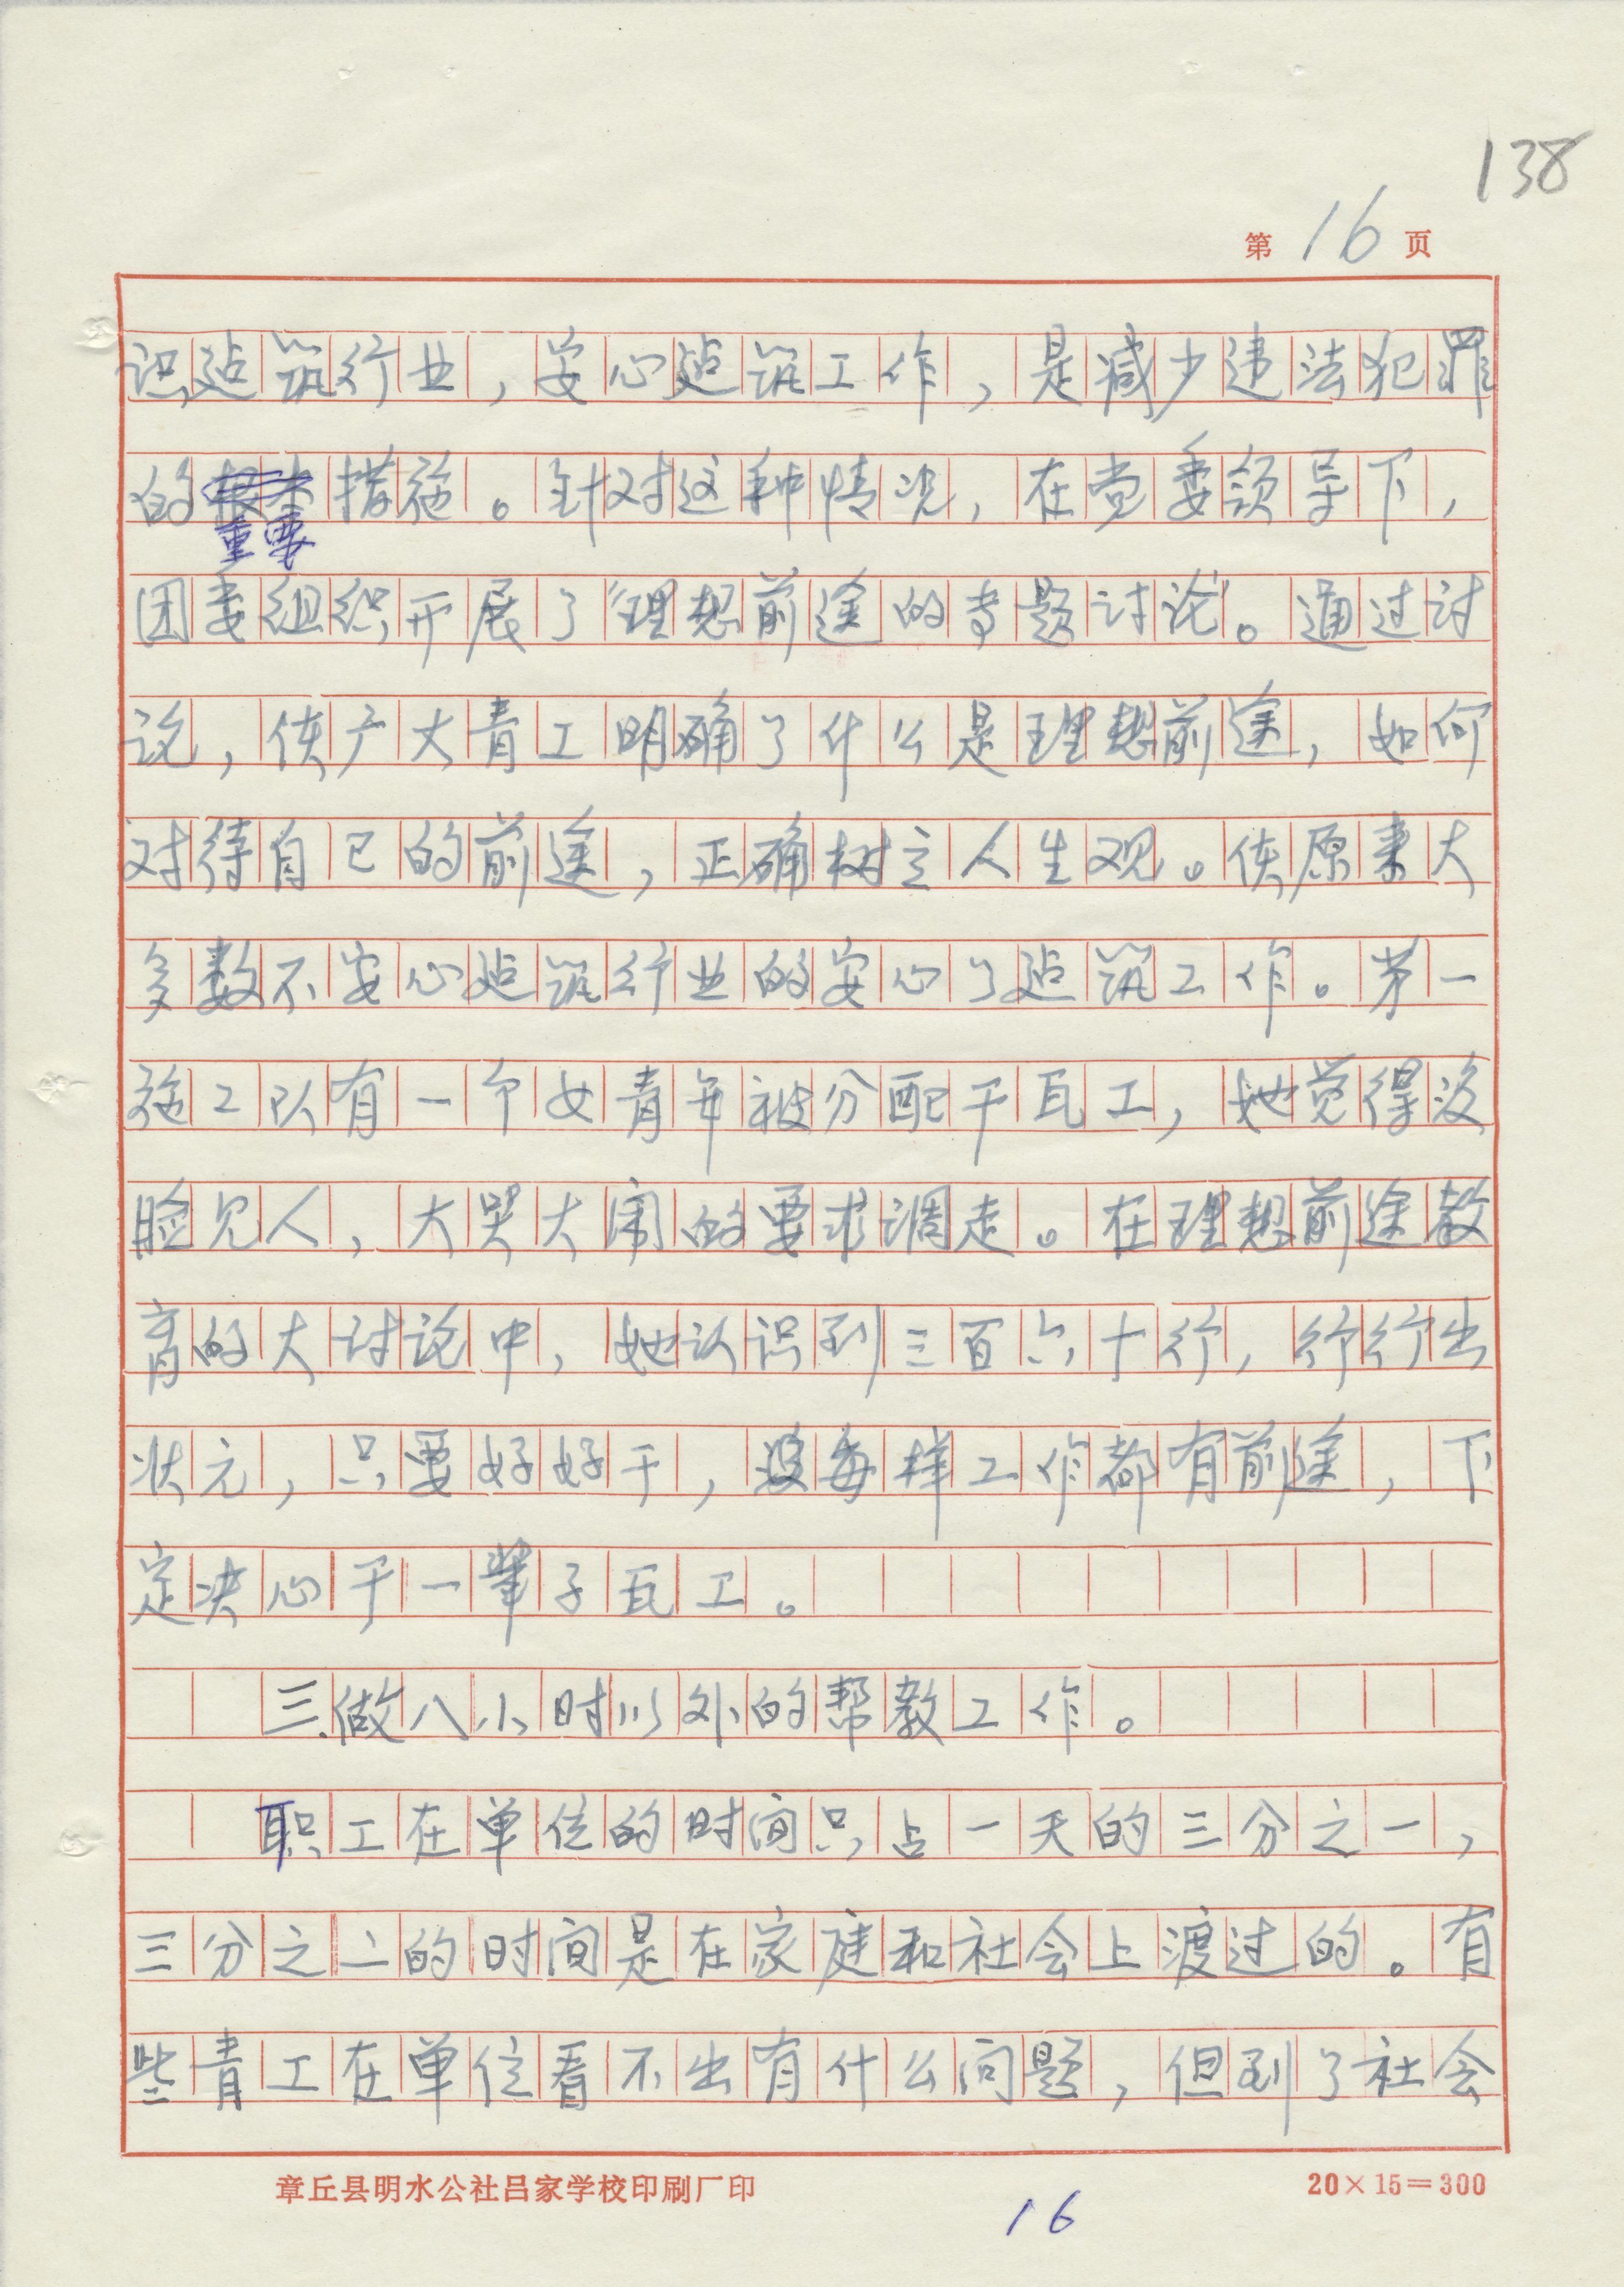 138
第16页
识建筑行业，安心建筑工作，是减少违法犯罪
的重要措施。针对这种情况，在党委领导下，
团委组织开展了“理想前途的专题讨论”。通过讨
论，使广大青工明确了什么是理想前途，如何
对待自己的前途，正确树立人生观。使原来大
多数不安心建筑行业的安心了建筑工作。第一
施工队有一个女青年被分配干瓦工，她觉得没
脸见人，大哭大闹的要求调走。在理想前途教
育的大讨论中，她认识到三百六十行，行行出
状元，只要好好干，每样工作都有前途，下
定决心干一辈子瓦工。
三、做八小时以外的帮教工作。
职工在单位的时间只占一天的三分之一，
三分之二的时间是在家庭和社会上渡过的。有
些青工在单位看不出有什么问题，但到了社会
章丘县明水公社吕家学校印刷厂印 20×15=300
16